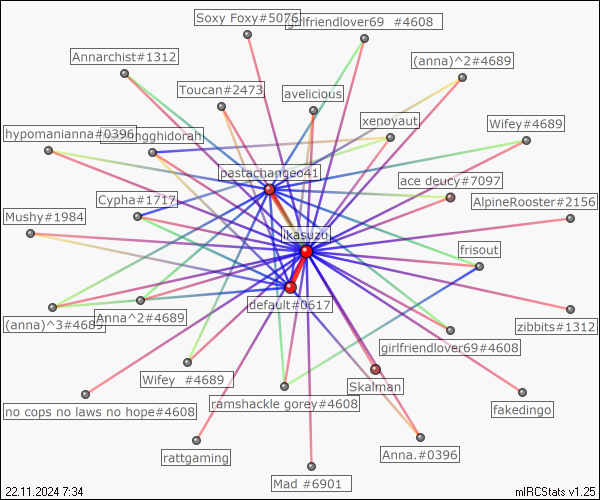 Soxy Foxy#5076
girlfriendlover69 #4608
Annarchist#1312
(anna)^2#4689
Toucan#2473
avelicious
xenoyaut
Wifey#4689
hypomanianna#0396
ngghidorah
pastachangeo41
ace deucy#7097
Cypha#1717
AlpineRooster#2156
Mushy#1984
likasuzu
frisout
default#0617
(anna)^3#4689
Anna^2#4689
zibbits#1312
girlfriendlover69#4608
Wifey #4689
Skalman
ramshackle gorey#4608
no cops no laws no hope#4608
fakedingo
rattgaming
Anna.#0396
Mad #6901
22.11.2024 7:34
mIRCStats v1.25